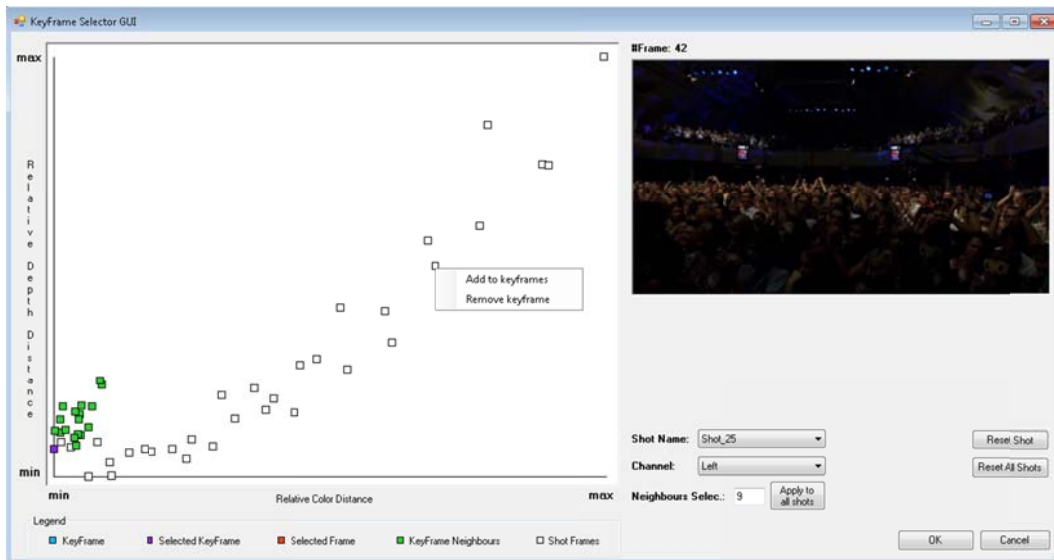 KeyFrame Selector GUI
#Frame: 42
max
Relative Depth Distance
Add to keyframes
Remove keyframe
min
min
Relative Color Distance
max
Shot Name: Shot_25
Reset Shot
Channel: Left
Reset All Shots
Neighbours Selec.: 9
Apply to
all shots
Legend
KeyFrame
Selected KeyFrame
Selected Frame
KeyFrame Neighbours
Shot Frames
OK
Cancel